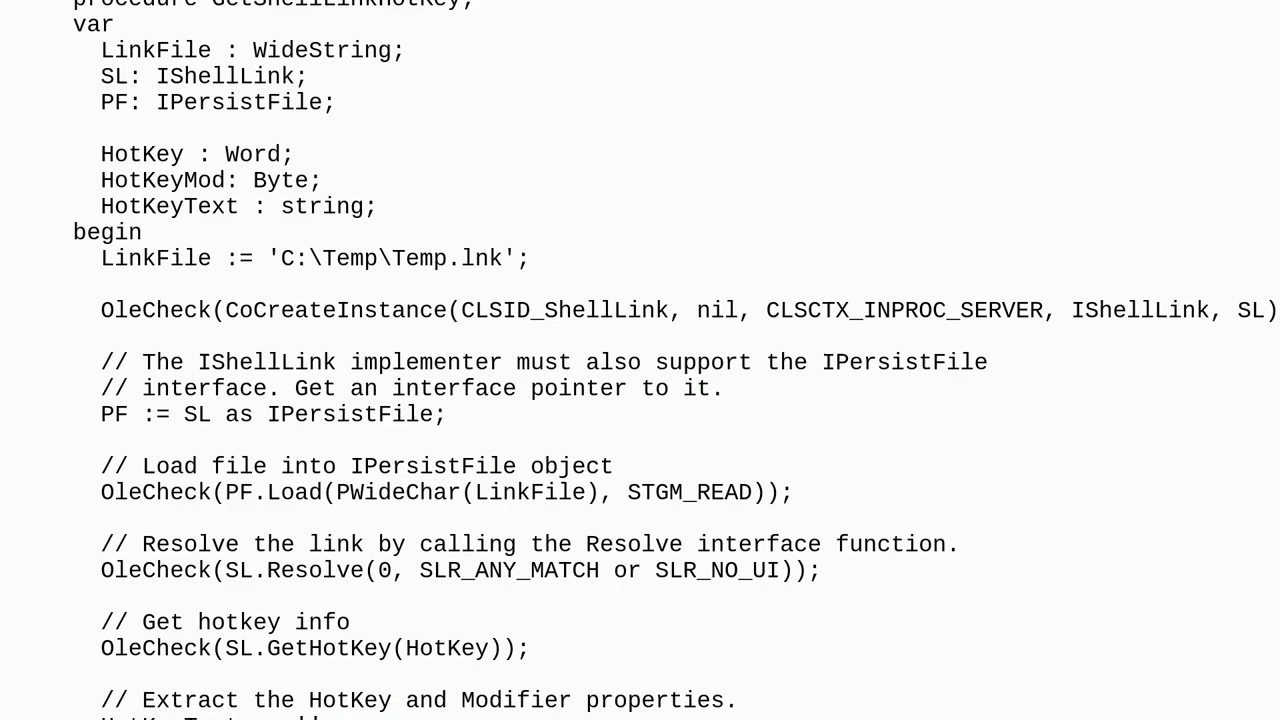 procedure GetShellLinkHotKey;
var
  LinkFile : WideString;
  SL: IShellLink;
  PF: IPersistFile;

  HotKey : Word;
  HotKeyMod: Byte;
  HotKeyText : string;
begin
  LinkFile := 'C:\Temp\Temp.lnk';

  OleCheck(CoCreateInstance(CLSID_ShellLink, nil, CLSCTX_INPROC_SERVER, IShellLink, SL)

  // The IShellLink implementer must also support the IPersistFile
  // interface. Get an interface pointer to it.
  PF := SL as IPersistFile;

  // Load file into IPersistFile object
  OleCheck(PF.Load(PWideChar(LinkFile), STGM_READ));

  // Resolve the link by calling the Resolve interface function.
  OleCheck(SL.Resolve(0, SLR_ANY_MATCH or SLR_NO_UI));

  // Get hotkey info
  OleCheck(SL.GetHotKey(HotKey));

  // Extract the HotKey and Modifier properties.